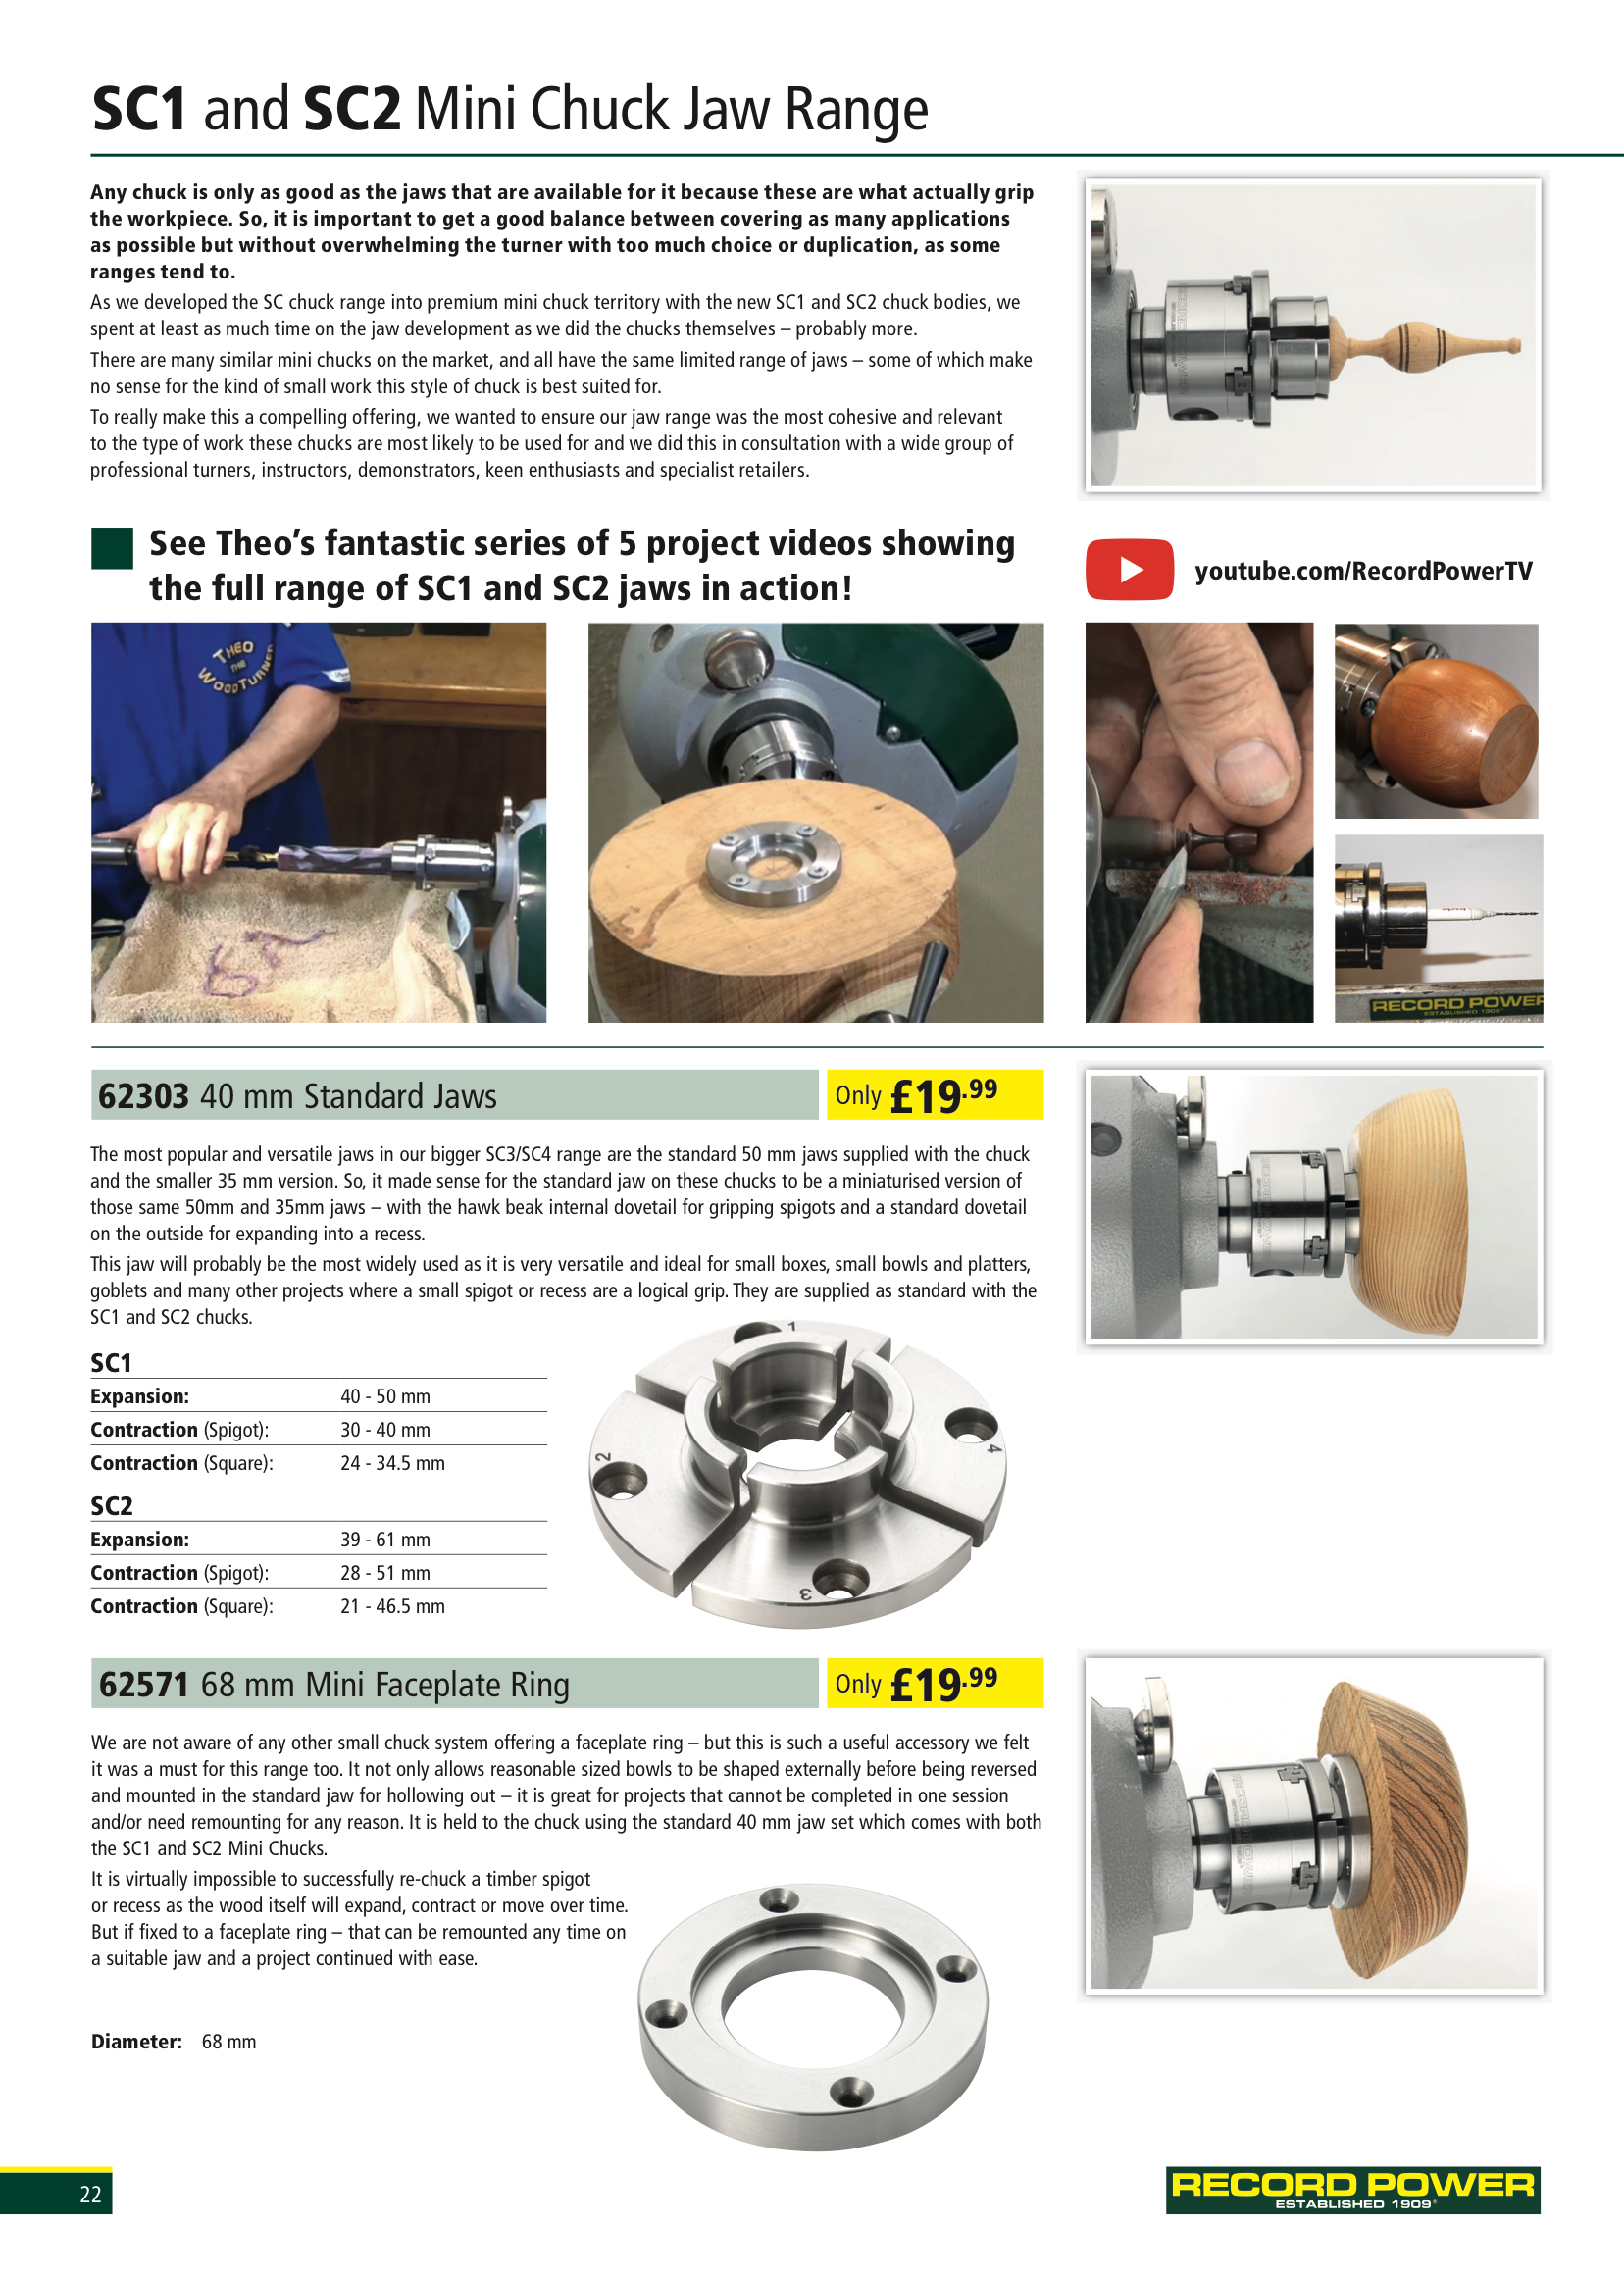 SC1 and SC2 Mini Chuck Jaw Range
Any chuck is only as good as the jaws that are available for it because these are what actually grip
the workpiece. So, it is important to get a good balance between covering as many applications
as possible but without overwhelming the turner with too much choice or duplication, as some
ranges tend to.
As we developed the SC chuck range into premium mini chuck territory with the new SC1 and SC2 chuck bodies, we
spent at least as much time on the jaw development as we did the chucks themselves – probably more.
There are many similar mini chucks on the market, and all have the same limited range of jaws – some of which make
no sense for the kind of small work this style of chuck is best suited for.
To really make this a compelling offering, we wanted to ensure our jaw range was the most cohesive and relevant
to the type of work these chucks are most likely to be used for and we did this in consultation with a wide group of
professional turners, instructors, demonstrators, keen enthusiasts and specialist retailers.
See Theo's fantastic series of 5 project videos showing
the full range of SC1 and SC2 jaws in action!
youtube.com/RecordPowerTV
THEO
THE
WOODTURNER
RECORD POWER
ESTABLISHED 1909
62303 40 mm Standard Jaws
Only £19.99
The most popular and versatile jaws in our bigger SC3/SC4 range are the standard 50 mm jaws supplied with the chuck
and the smaller 35 mm version. So, it made sense for the standard jaw on these chucks to be a miniaturised version of
those same 50mm and 35mm jaws – with the hawk beak internal dovetail for gripping spigots and a standard dovetail
on the outside for expanding into a recess.
This jaw will probably be the most widely used as it is very versatile and ideal for small boxes, small bowls and platters,
goblets and many other projects where a small spigot or recess are a logical grip. They are supplied as standard with the
SC1 and SC2 chucks.
SC1
Expansion: 40 - 50 mm
Contraction (Spigot): 30 - 40 mm
Contraction (Square): 24 - 34.5 mm
SC2
Expansion: 39 - 61 mm
Contraction (Spigot): 28 - 51 mm
Contraction (Square): 21 - 46.5 mm
1
2
4
3
62571 68 mm Mini Faceplate Ring
Only £19.99
We are not aware of any other small chuck system offering a faceplate ring – but this is such a useful accessory we felt
it was a must for this range too. It not only allows reasonable sized bowls to be shaped externally before being reversed
and mounted in the standard jaw for hollowing out – it is great for projects that cannot be completed in one session
and/or need remounting for any reason. It is held to the chuck using the standard 40 mm jaw set which comes with both
the SC1 and SC2 Mini Chucks.
It is virtually impossible to successfully re-chuck a timber spigot
or recess as the wood itself will expand, contract or move over time.
But if fixed to a faceplate ring – that can be remounted any time on
a suitable jaw and a project continued with ease.
Diameter: 68 mm
22
RECORD POWER
ESTABLISHED 1909®